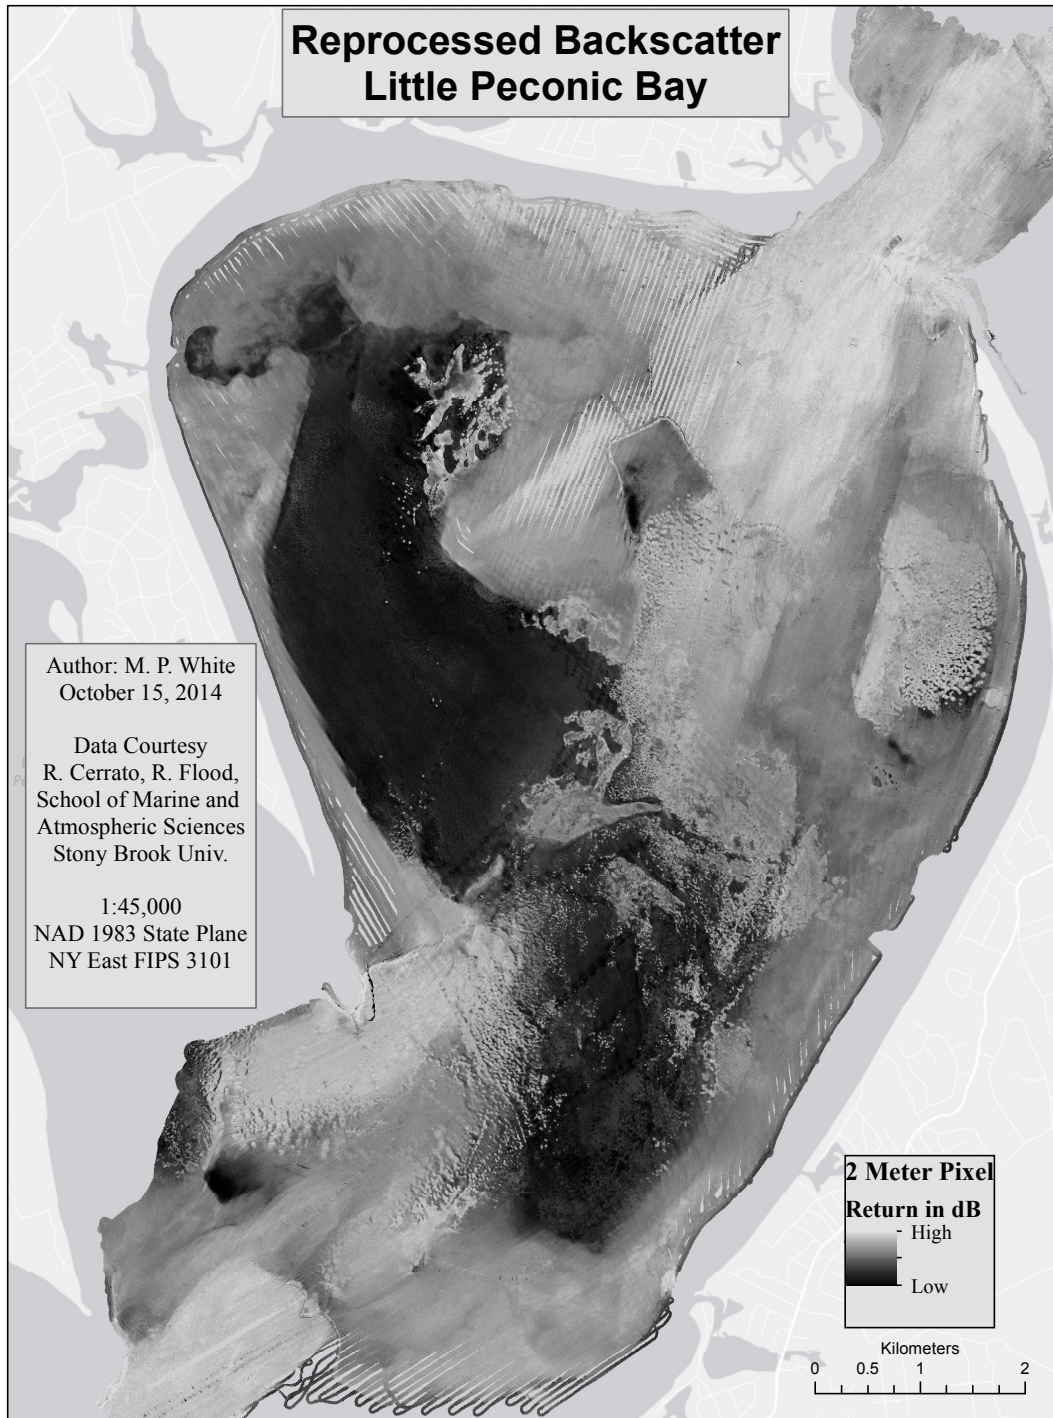 Reprocessed Backscatter
Little Peconic Bay
Author: M. P. White
October 15, 2014
Data Courtesy
R. Cerrato, R. Flood,
School of Marine and
Atmospheric Sciences
Stony Brook Univ.
1:45,000
NAD 1983 State Plane
NY East FIPS 3101
2 Meter Pixel
Return in dB
High
Low
Kilometers
0 0.5 1 2